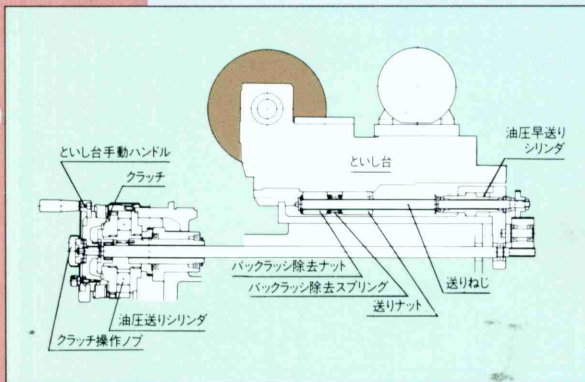 といし台手動ハンドル
クラッチ
といし台
油圧早送り
シリンダ
バックラッシ除去ナット
バックラッシ除去スプリング
送りナット
送りねじ
油圧送りシリンダ
クラッチ操作ノブ